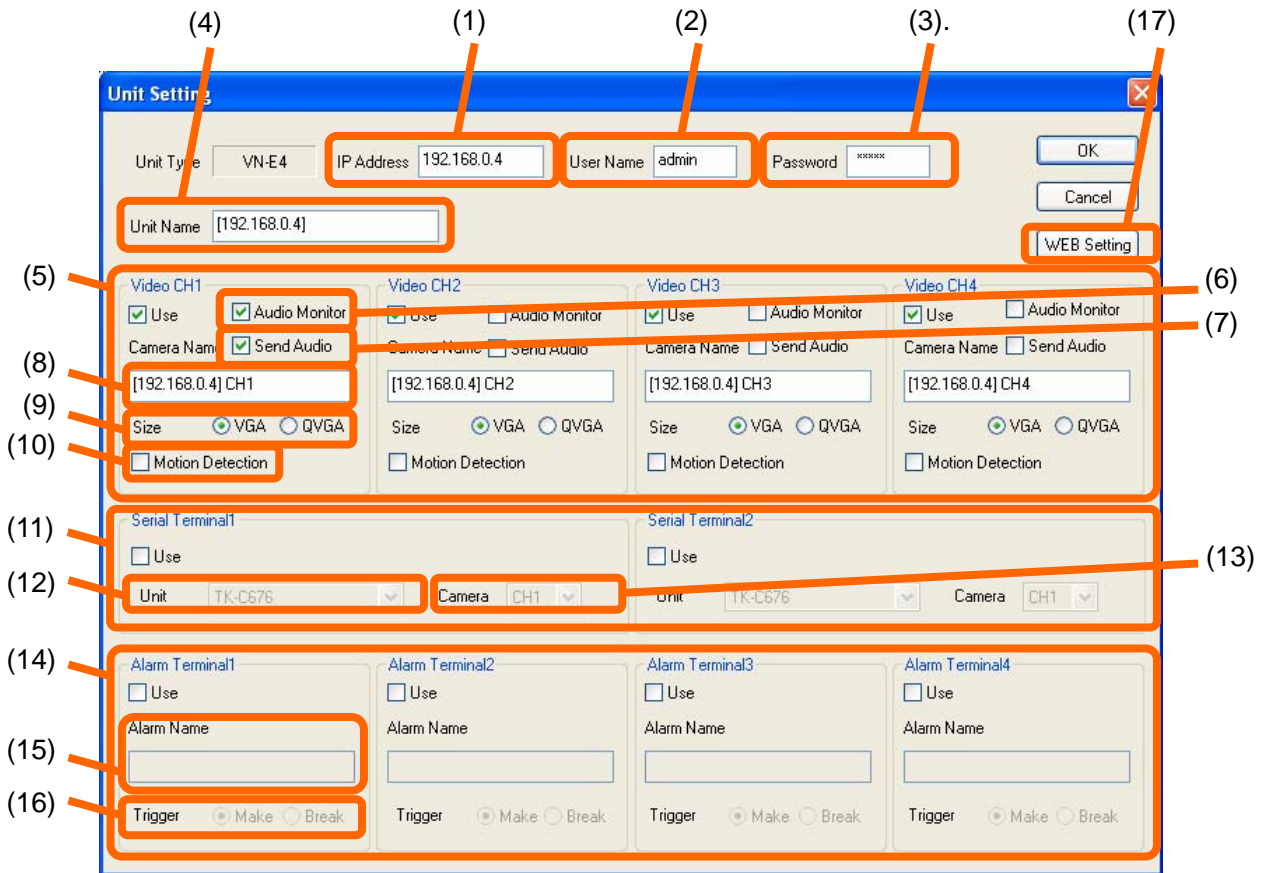 (4) (1) (2) (3). (17)
Unit Setting
Unit Type VN-E4 IP Address 192.168.0.4 User Name admin Password ***** OK
Cancel
Unit Name [192.168.0.4]
WEB Setting
(5) Video CH1 Video CH2 Video CH3 Video CH4
Use Audio Monitor Use Audio Monitor Use Audio Monitor Use Audio Monitor (6)
Camera Name Send Audio Camera Name Send Audio Camera Name Send Audio Camera Name Send Audio (7)
(8) [192.168.0.4] CH1 [192.168.0.4] CH2 [192.168.0.4] CH3 [192.168.0.4] CH4
(9) Size VGA QVGA Size VGA QVGA Size VGA QVGA Size VGA QVGA
(10) Motion Detection Motion Detection Motion Detection Motion Detection
(11) Serial Terminal1 Serial Terminal2
Use Use (13)
(12) Unit TK-C676 Camera CH1 Unit TK-C676 Camera CH1
(14) Alarm Terminal1 Alarm Terminal2 Alarm Terminal3 Alarm Terminal4
Use Use Use Use
Alarm Name Alarm Name Alarm Name Alarm Name
(15)
(16) Trigger Make Break Trigger Make Break Trigger Make Break Trigger Make Break